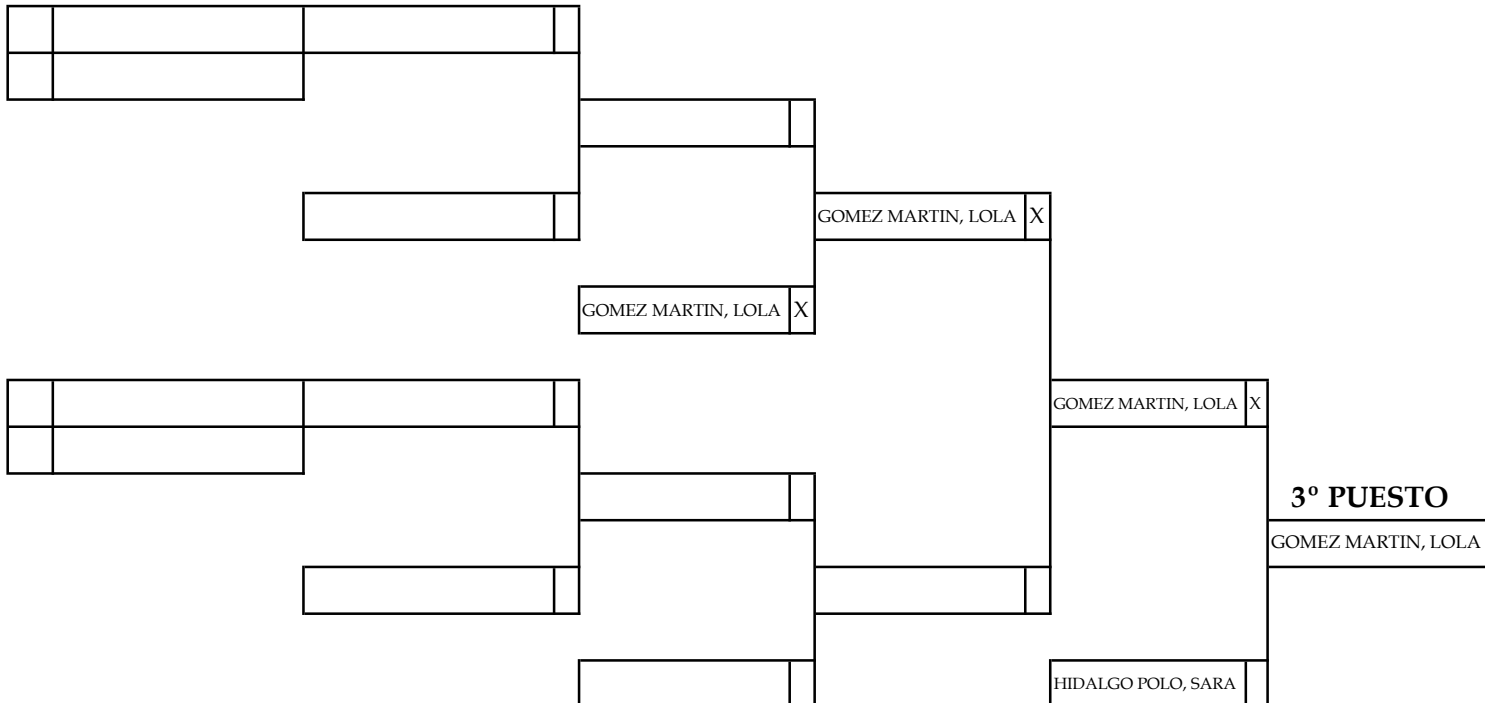 GOMEZ MARTIN, LOLA X
GOMEZ MARTIN, LOLA X
GOMEZ MARTIN, LOLA X
3º PUESTO
GOMEZ MARTIN, LOLA
HIDALGO POLO, SARA